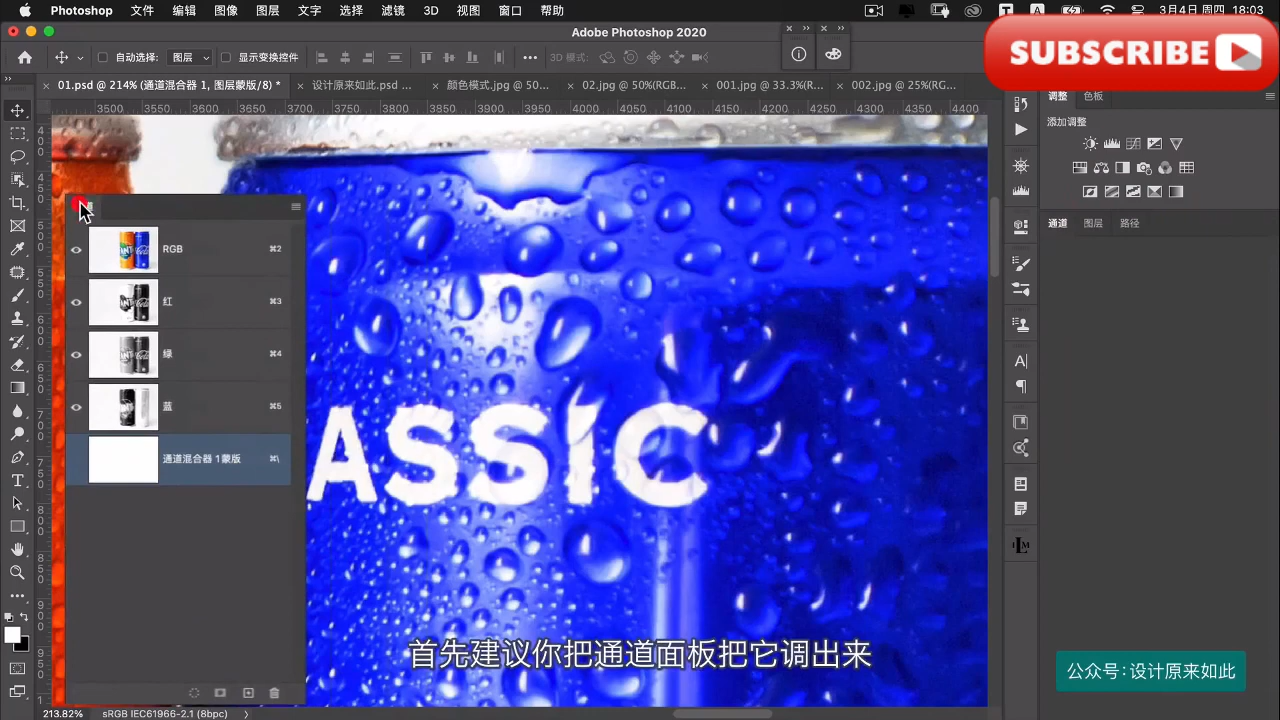 Photoshop 文件 编辑 图像 图层 文字 选择 滤镜 3D 视图 窗口 帮助
3月4日 周四 18:03
Adobe Photoshop 2020
SUBSCRIBE
自动选择: 图层 显示变换控件 3D 模式:
01.psd @ 214% (通道混合器 1, 图层蒙版/8) * 设计原来如此.psd ... 颜色模式.jpg @ 50... 02.jpg @ 50%(RGB... 001.jpg @ 33.3%(R... 002.jpg @ 25%(RG...
3500 3550 3600 3650 3700 3750 3800 3850 3900 3950 4000 4050 4100 4150 4200 4250 4300 4350 4400
调整 色板
添加调整
通道 图层 路径
RGB ⌘2
红 ⌘3
绿 ⌘4
蓝 ⌘5
通道混合器 1蒙版 ⌘\
ASSIC
首先建议你把通道面板把它调出来
公众号:设计原来如此
213.82% sRGB IEC61966-2.1 (8bpc)